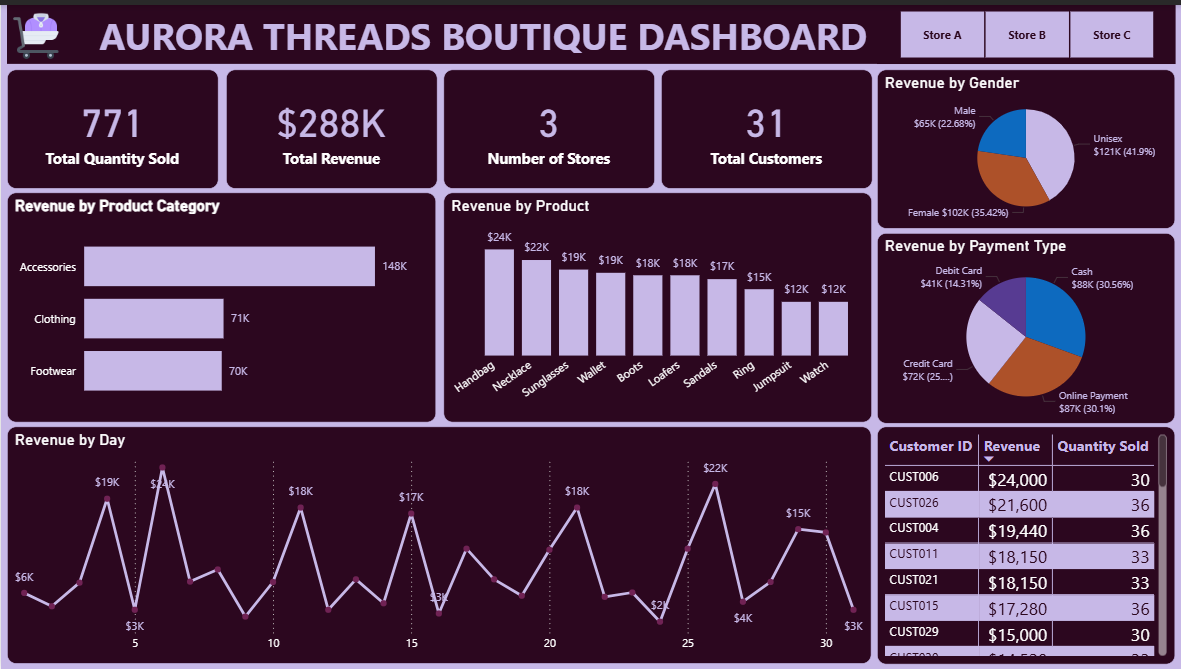 AURORA THREADS BOUTIQUE DASHBOARD
Store A
Store B
Store C
771
Total Quantity Sold
$288K
Total Revenue
3
Number of Stores
31
Total Customers
Revenue by Gender
Male
$65K (22.68%)
Unisex
$121K (41.9%)
Female $102K (35.42%)
Revenue by Product Category
Accessories
148K
Clothing
71K
Footwear
70K
Revenue by Product
$24K
$22K
$19K
$19K
$18K
$18K
$17K
$15K
$12K
$12K
Handbag
Necklace
Sunglasses
Wallet
Boots
Loafers
Sandals
Ring
Jumpsuit
Watch
Revenue by Payment Type
Debit Card
$41K (14.31%)
Cash
$88K (30.56%)
Credit Card
$72K (25....)
Online Payment
$87K (30.1%)
Revenue by Day
$6K
$19K
$3K
$24K
$18K
$17K
$3K
$18K
$2K
$22K
$4K
$15K
$3K
5
10
15
20
25
30
Customer ID Revenue Quantity Sold
CUST006 $24,000 30
CUST026 $21,600 36
CUST004 $19,440 36
CUST011 $18,150 33
CUST021 $18,150 33
CUST015 $17,280 36
CUST029 $15,000 30